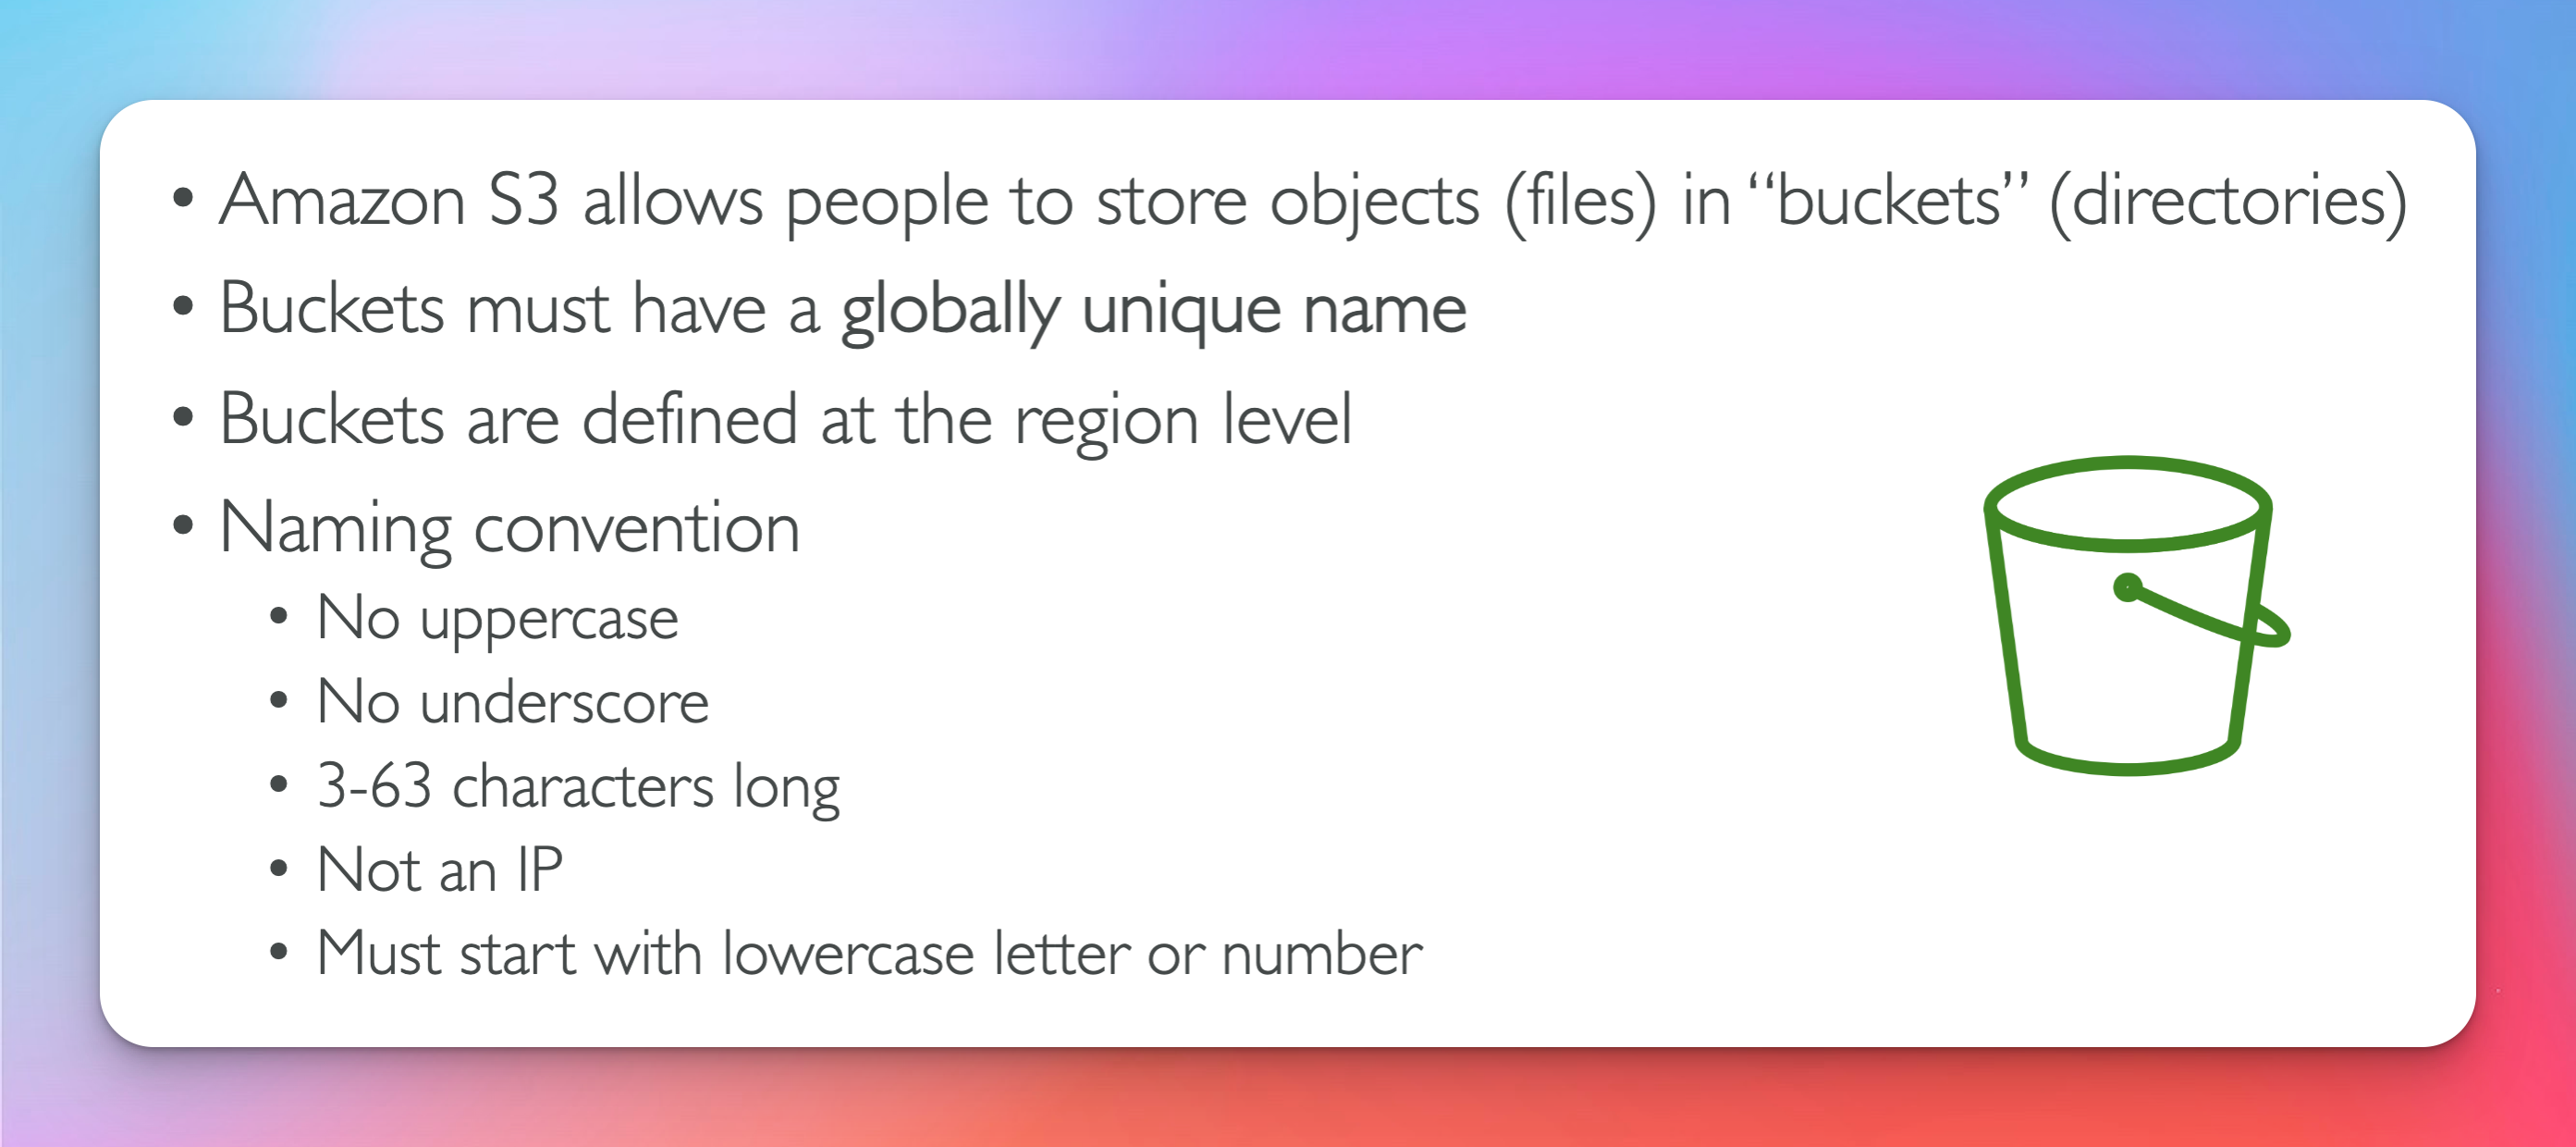 • Amazon S3 allows people to store objects (files) in “buckets” (directories)
• Buckets must have a globally unique name
• Buckets are defined at the region level
• Naming convention
• No uppercase
• No underscore
• 3-63 characters long
• Not an IP
• Must start with lowercase letter or number